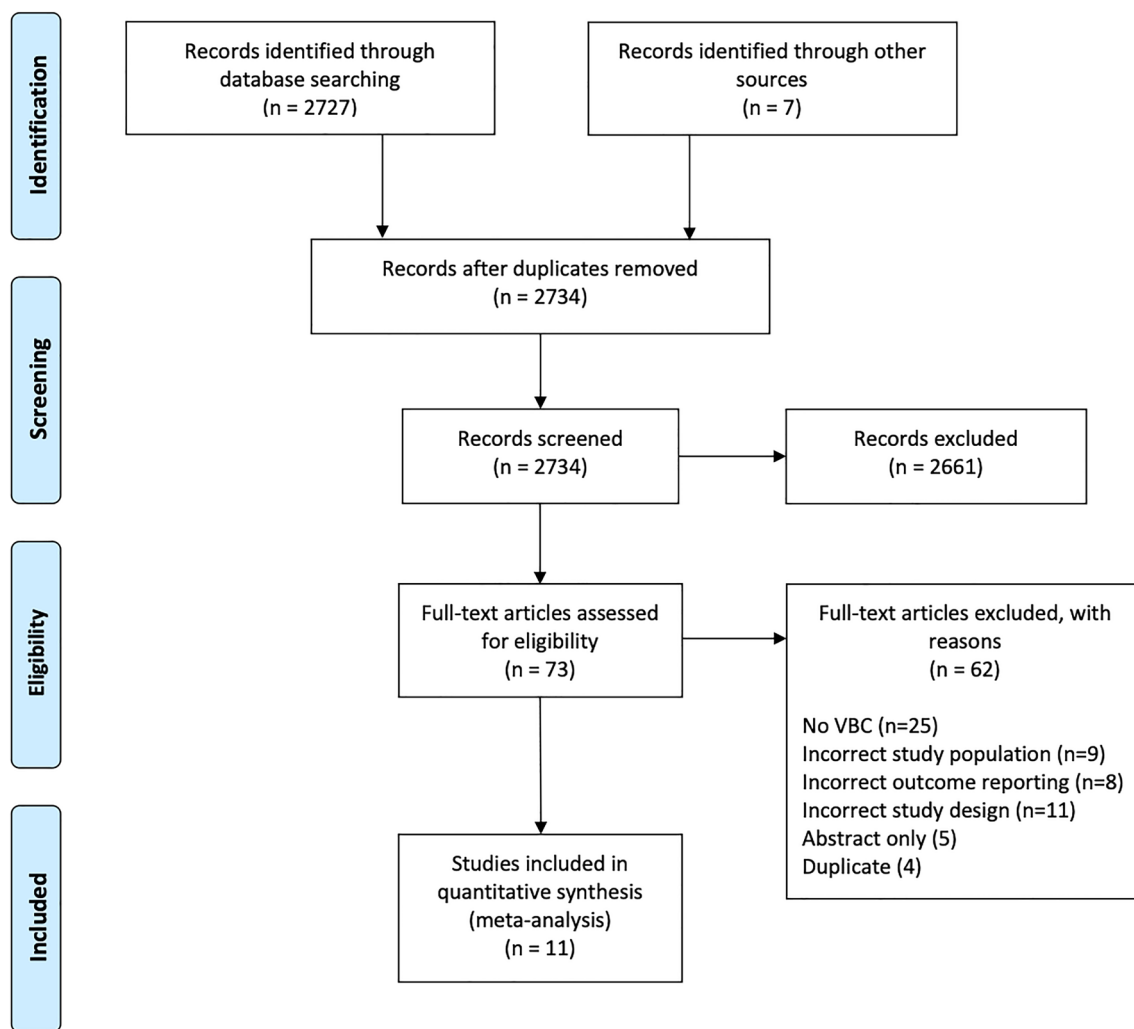 Identification
Records identified through
database searching
(n = 2727)
Records identified through other
sources
(n = 7)
Records after duplicates removed
(n = 2734)
Screening
Records screened
(n = 2734)
Records excluded
(n = 2661)
Eligibility
Full-text articles assessed
for eligibility
(n = 73)
Full-text articles excluded, with
reasons
(n = 62)
No VBC (n=25)
Incorrect study population (n=9)
Incorrect outcome reporting (n=8)
Incorrect study design (n=11)
Abstract only (5)
Duplicate (4)
Included
Studies included in
quantitative synthesis
(meta-analysis)
(n = 11)